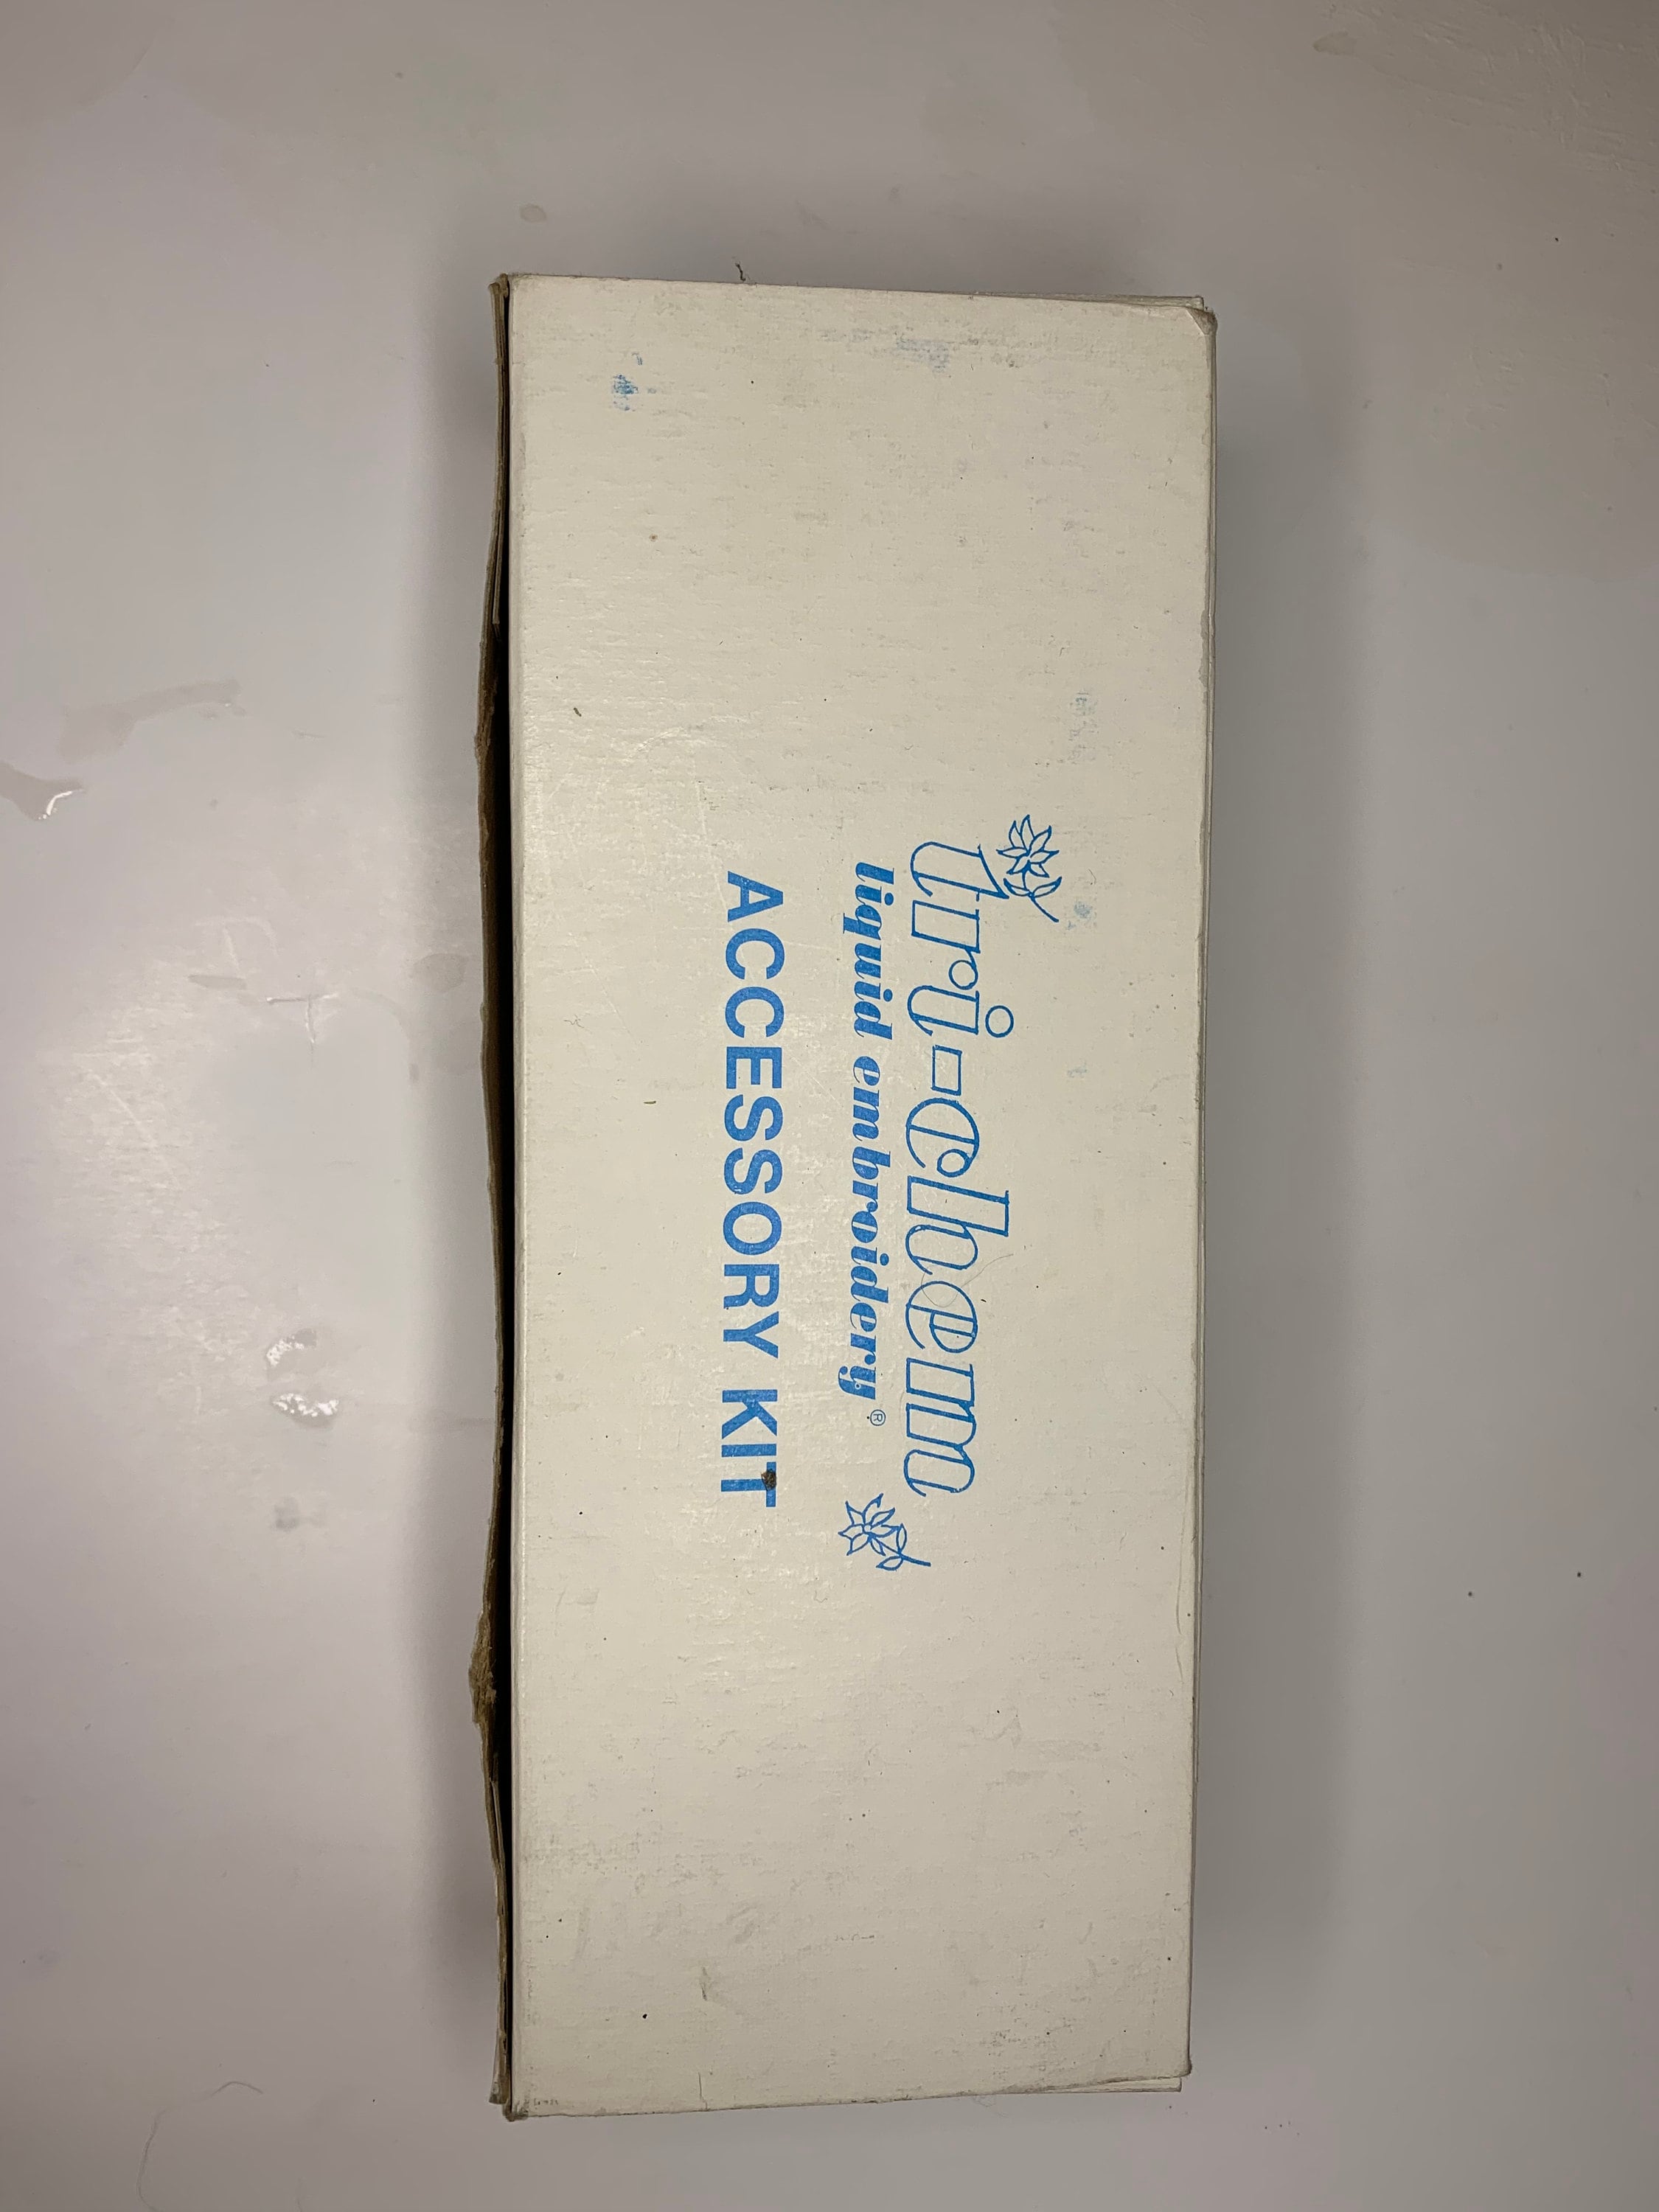 tri-chem
liquid embroidery®
ACCESSORY KIT